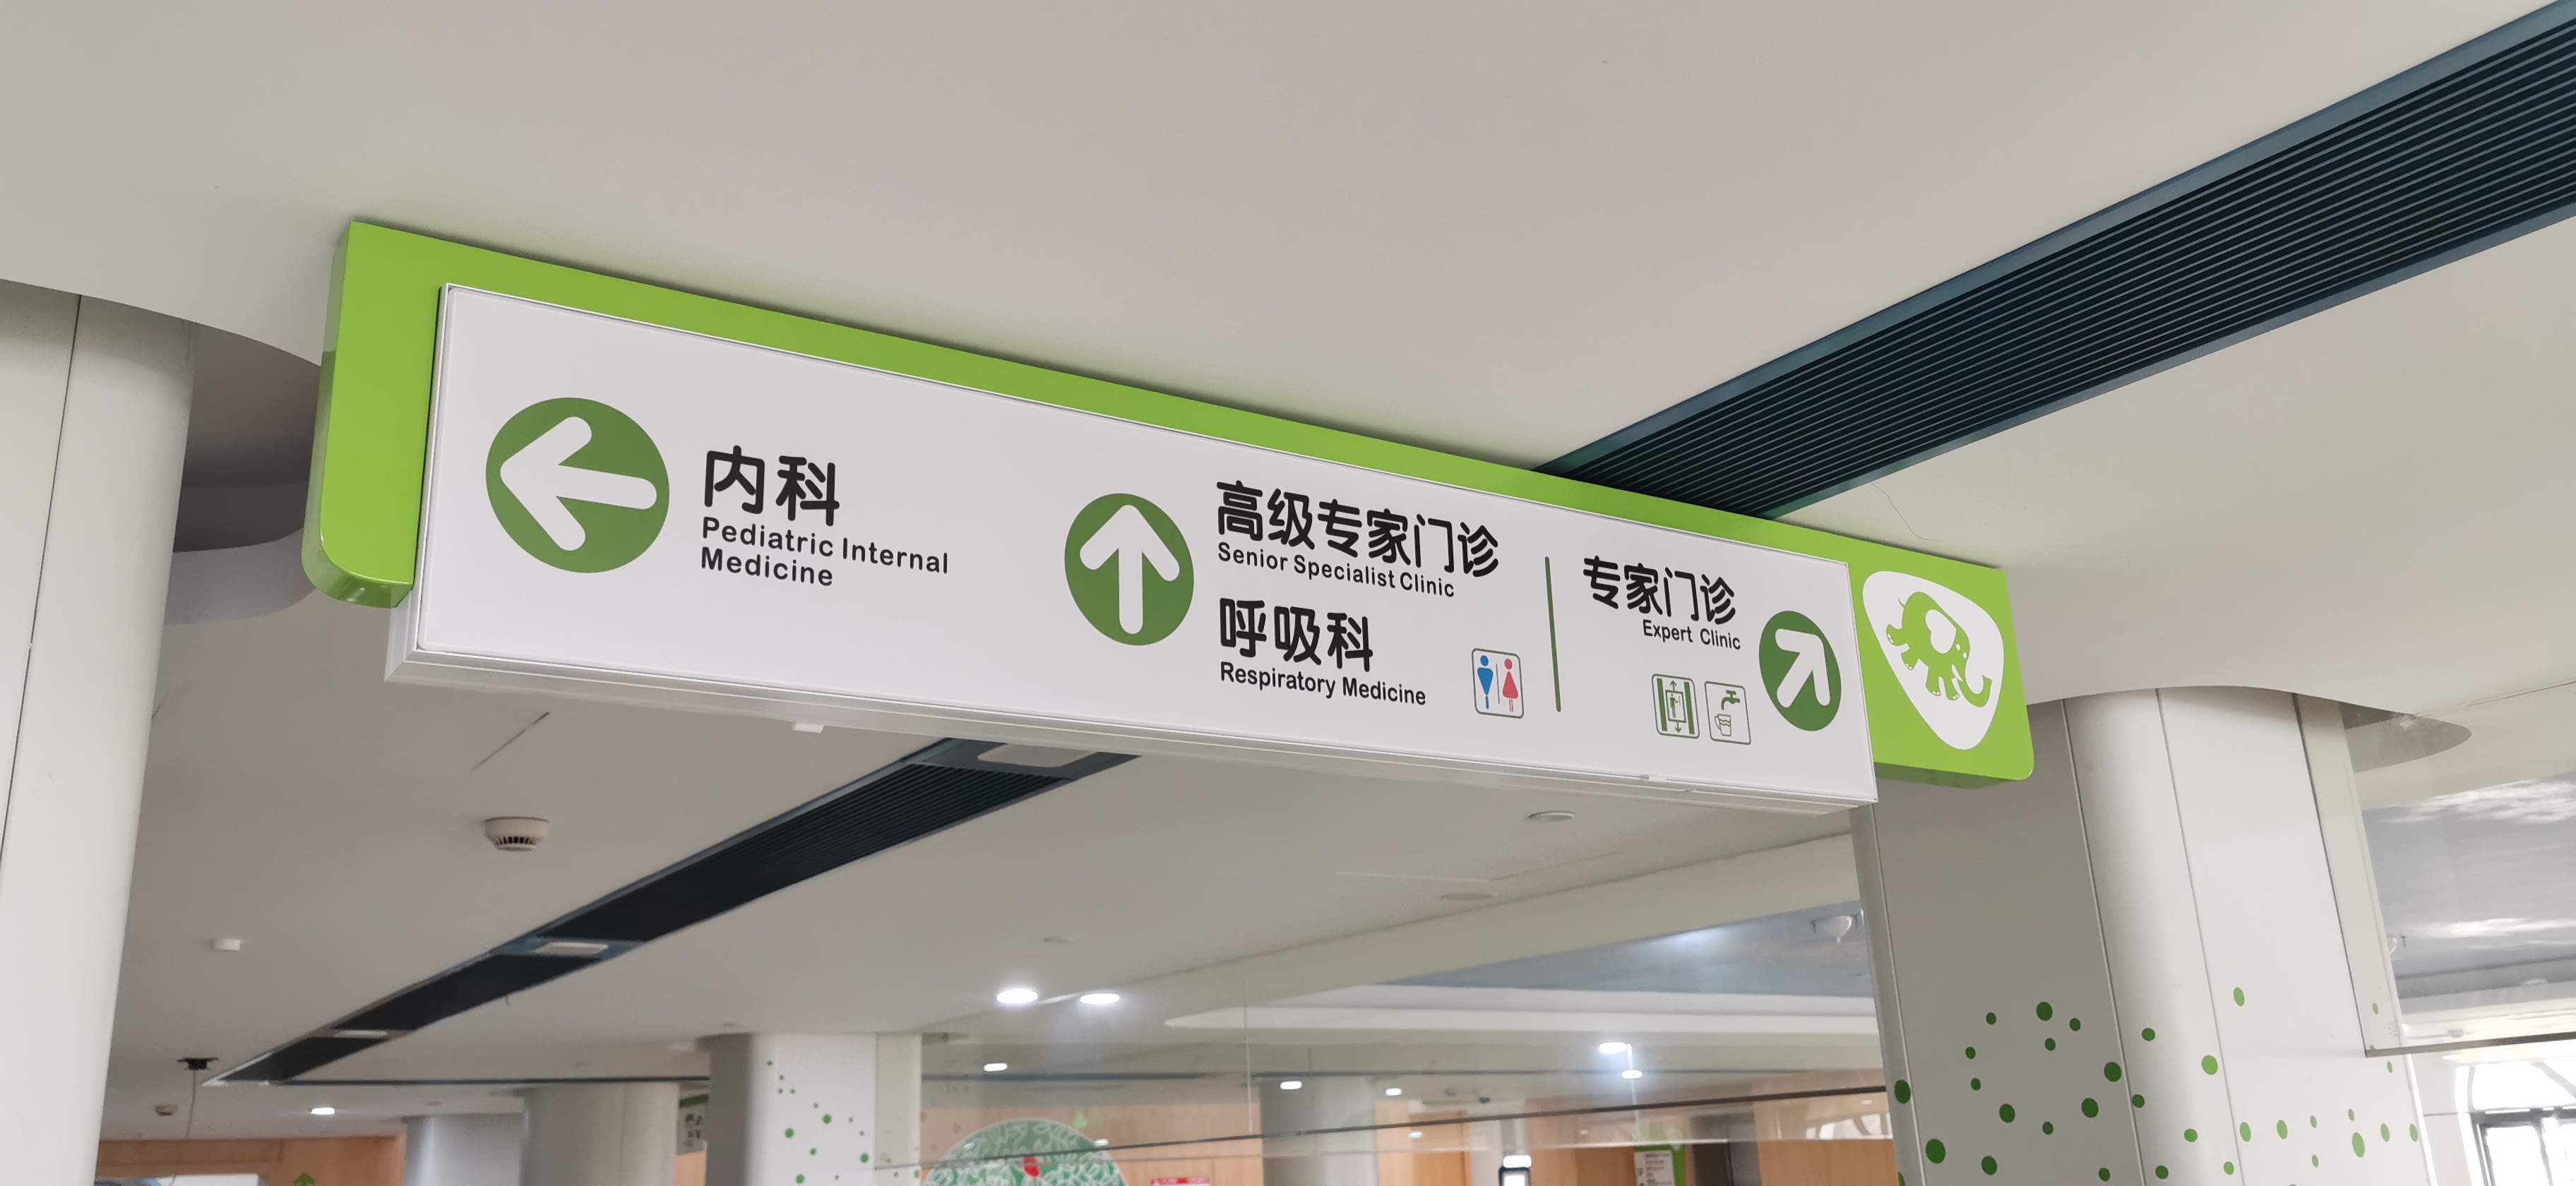 内科
Pediatric Internal
Medicine
高级专家门诊
Senior Specialist Clinic
呼吸科
Respiratory Medicine
专家门诊
Expert Clinic